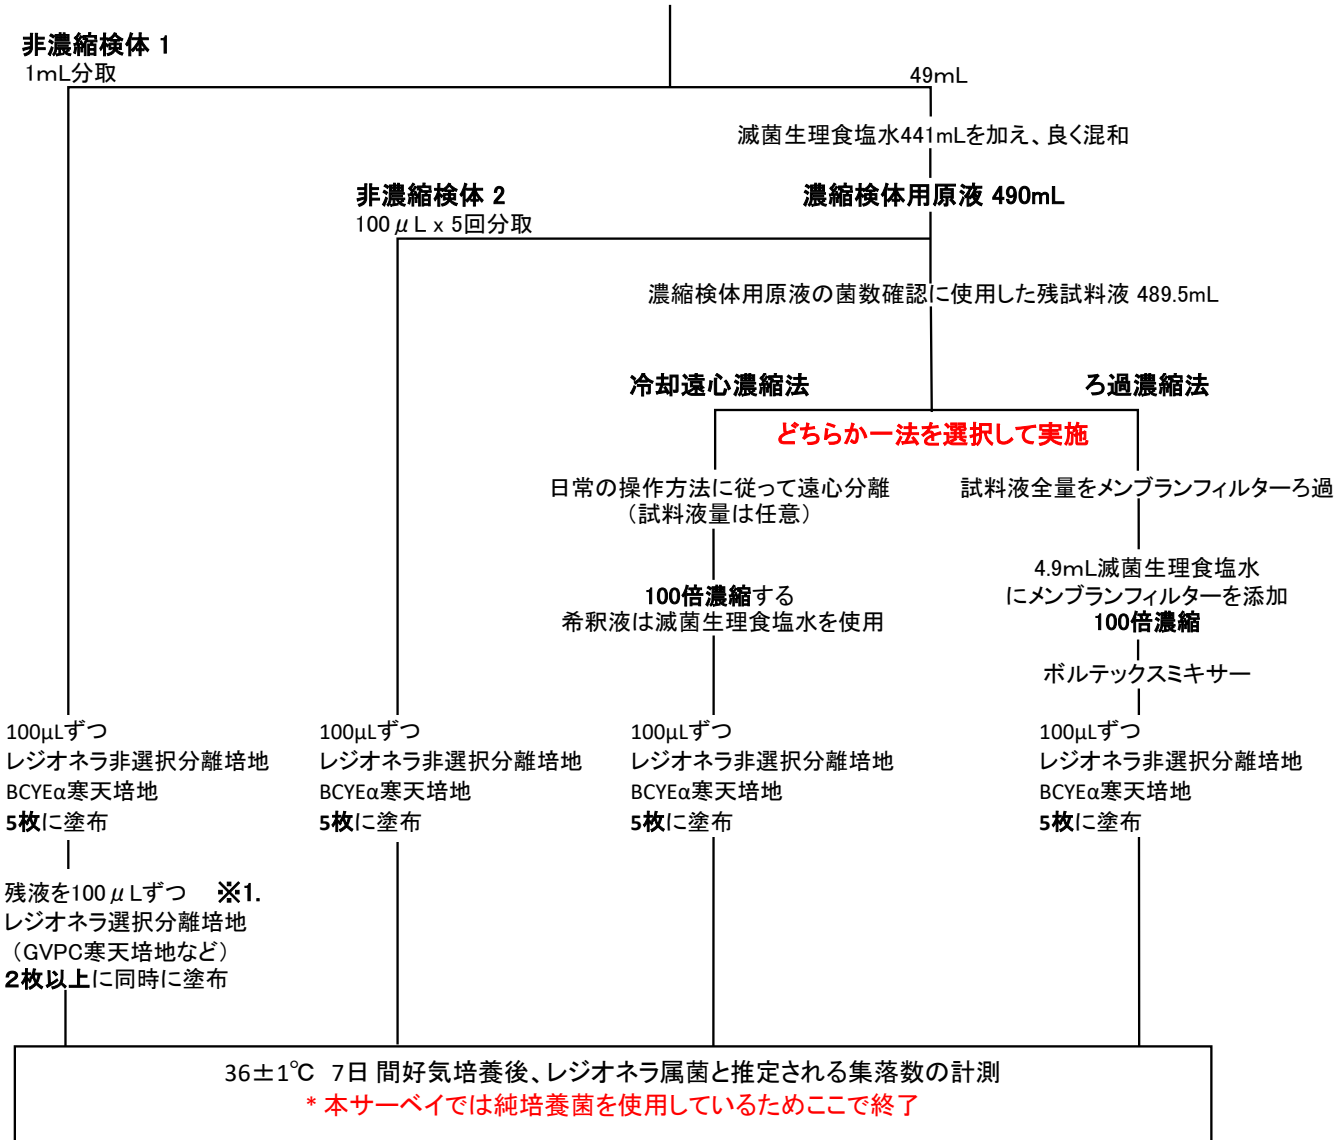 非濃縮検体 1
1mL分取
49mL
滅菌生理食塩水441mLを加え、良く混和
非濃縮検体 2
100μL x 5回分取
濃縮検体用原液 490mL
濃縮検体用原液の菌数確認に使用した残試料液 489.5mL
冷却遠心濃縮法
ろ過濃縮法
どちらか一法を選択して実施
日常の操作方法に従って遠心分離
（試料液量は任意）
100倍濃縮する
希釈液は滅菌生理食塩水を使用
試料液全量をメンブランフィルターろ過
4.9mL滅菌生理食塩水
にメンブランフィルターを添加
100倍濃縮
ボルテックスミキサー
100μLずつ
レジオネラ非選択分離培地
BCYEα寒天培地
5枚に塗布
100μLずつ
レジオネラ非選択分離培地
BCYEα寒天培地
5枚に塗布
100μLずつ
レジオネラ非選択分離培地
BCYEα寒天培地
5枚に塗布
100μLずつ
レジオネラ非選択分離培地
BCYEα寒天培地
5枚に塗布
残液を100μLずつ ※1.
レジオネラ選択分離培地
（GVPC寒天培地など）
2枚以上に同時に塗布
36±1℃ 7日間好気培養後、レジオネラ属菌と推定される集落数の計測
* 本サーベイでは純培養菌を使用しているためここで終了